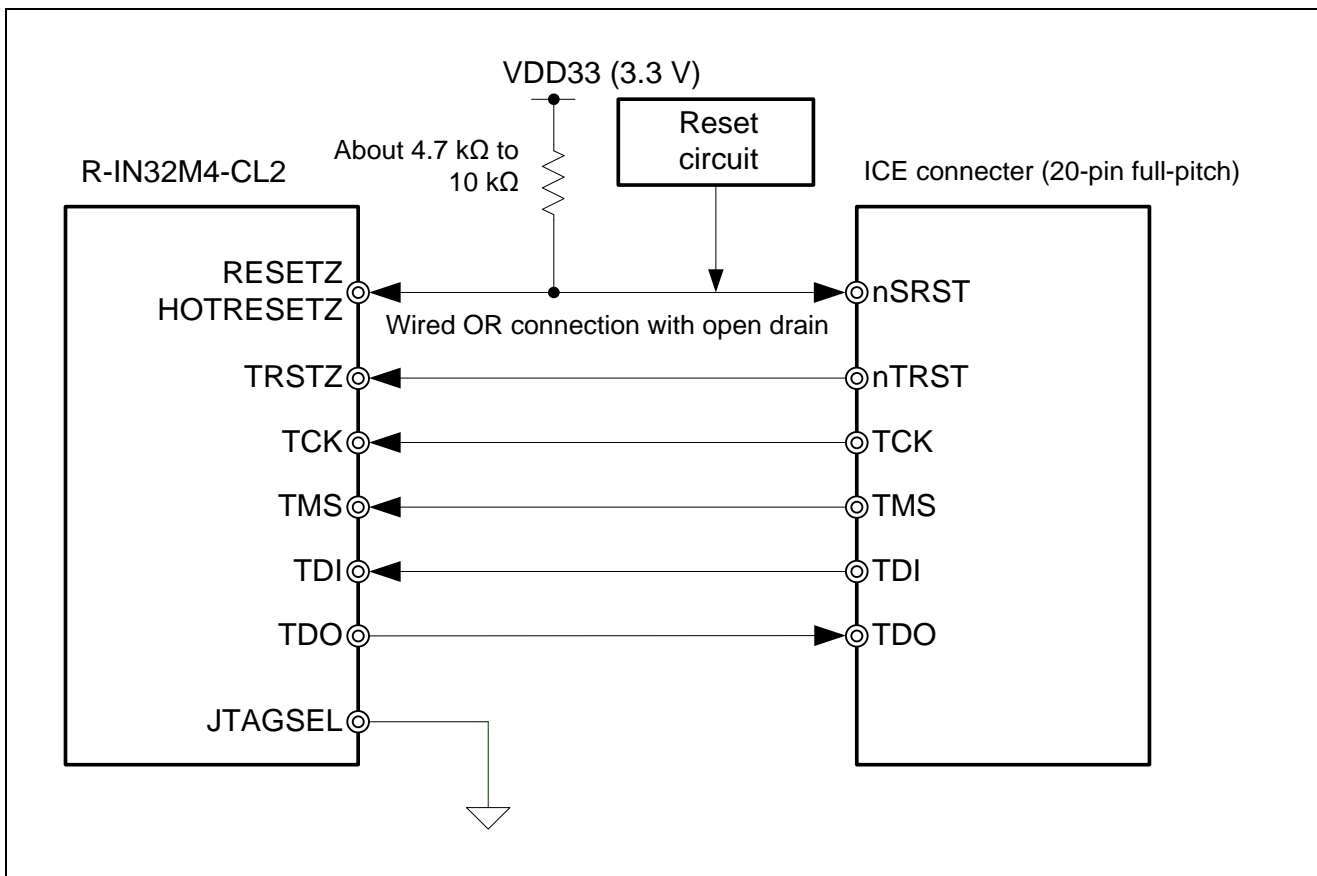 VDD33 (3.3 V)
Reset
circuit
About 4.7 kΩ to
10 kΩ
R-IN32M4-CL2
ICE connecter (20-pin full-pitch)
RESETZ
HOTRESETZ
nSRST
Wired OR connection with open drain
TRSTZ
nTRST
TCK
TCK
TMS
TMS
TDI
TDI
TDO
TDO
JTAGSEL